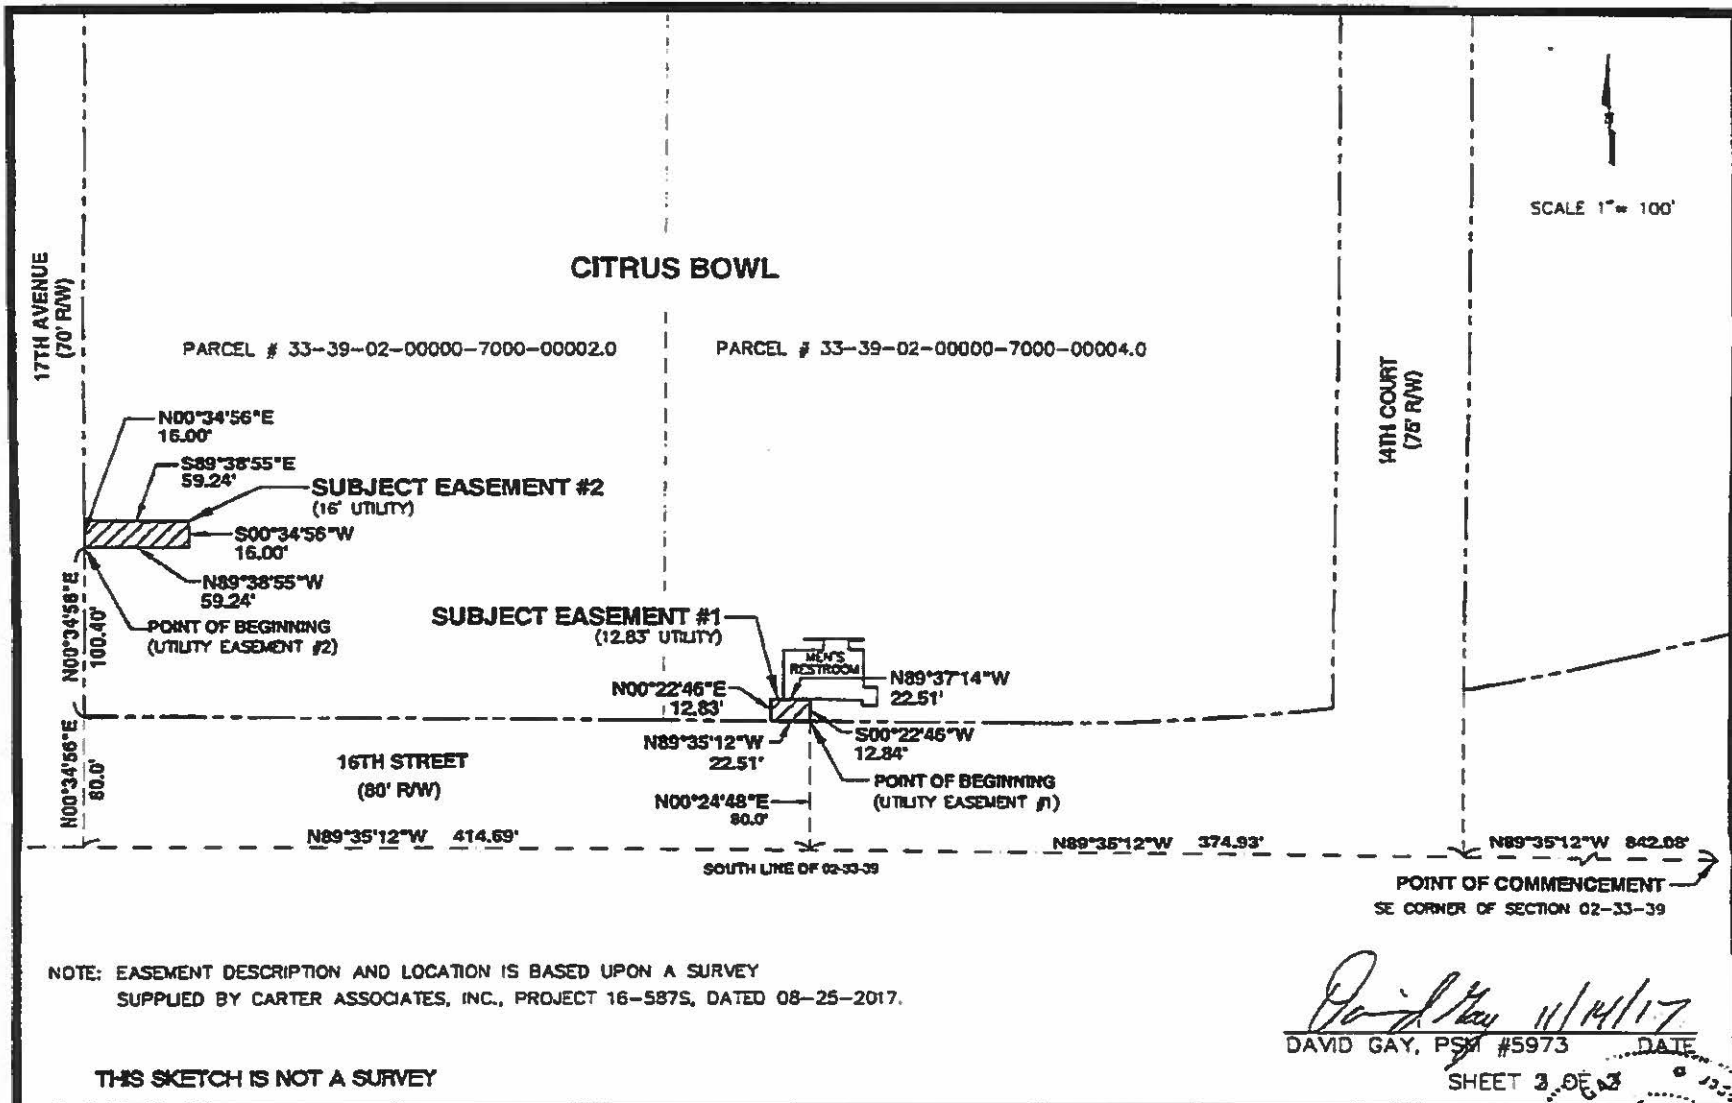 SCALE 1"= 100'
17TH AVENUE
(70' R/W)
CITRUS BOWL
PARCEL # 33-39-02-00000-7000-00002.0
PARCEL # 33-39-02-00000-7000-00004.0
14TH COURT
(75' R/W)
N00°34'56"E
16.00'
S89°38'55"E
59.24'
SUBJECT EASEMENT #2
(16' UTILITY)
S00°34'56"W
16.00'
N89°38'55"W
59.24'
POINT OF BEGINNING
(UTILITY EASEMENT #2)
N00°34'56"E
100.40'
SUBJECT EASEMENT #1
(12.83' UTILITY)
MEN'S
RESTROOM
N00°22'46"E
12.83'
N89°37'14"W
22.51'
N89°35'12"W
22.51'
S00°22'46"W
12.84'
POINT OF BEGINNING
(UTILITY EASEMENT #1)
N00°34'56"E
80.0'
16TH STREET
(80' R/W)
N00°24'48"E
80.0'
N89°35'12"W 414.69'
N89°35'12"W 374.93'
N89°35'12"W 842.08'
SOUTH LINE OF 02-33-39
POINT OF COMMENCEMENT
SE CORNER OF SECTION 02-33-39
NOTE: EASEMENT DESCRIPTION AND LOCATION IS BASED UPON A SURVEY
SUPPLIED BY CARTER ASSOCIATES, INC., PROJECT 16-587S, DATED 08-25-2017.
David Gay 11/14/17
DAVID GAY, PSM #5973 DATE
SHEET 3 OF 3
THIS SKETCH IS NOT A SURVEY